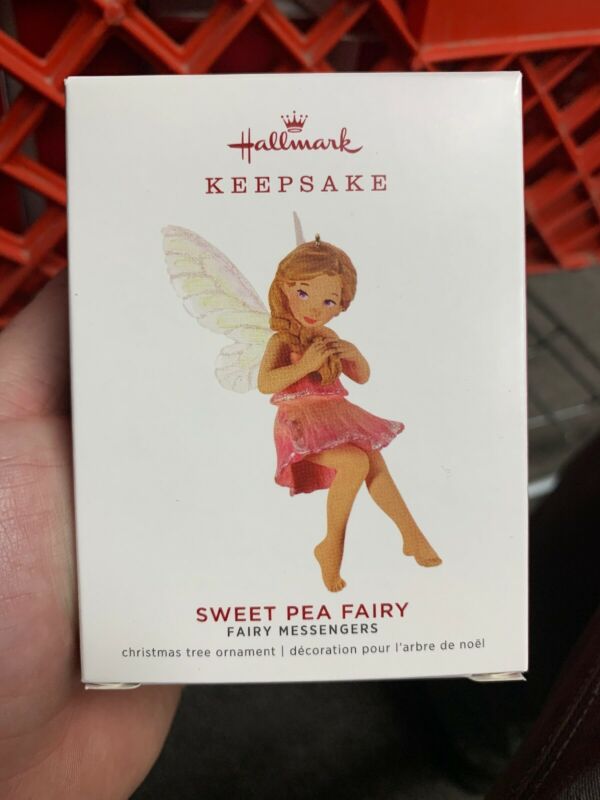 Hallmark
KEEPSAKE
SWEET PEA FAIRY
FAIRY MESSENGERS
christmas tree ornament | décoration pour l'arbre de noël